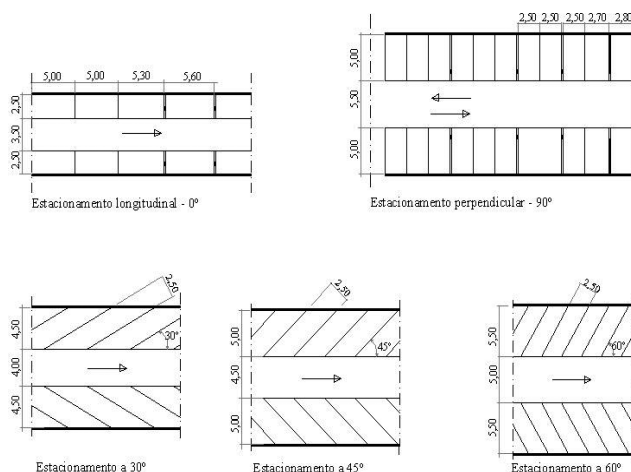 5,00 5,00 5,30 5,60
2,50
3,50
2,50
Estacionamento longitudinal - 0º
2,50 2,50 2,50 2,70 2,80
5,00
5,50
5,00
Estacionamento perpendicular - 90º
2,50
4,50
30º
4,00
4,50
Estacionamento a 30º
2,50
5,00
45º
4,50
5,00
Estacionamento a 45º
2,50
5,50
60º
5,00
5,50
Estacionamento a 60º